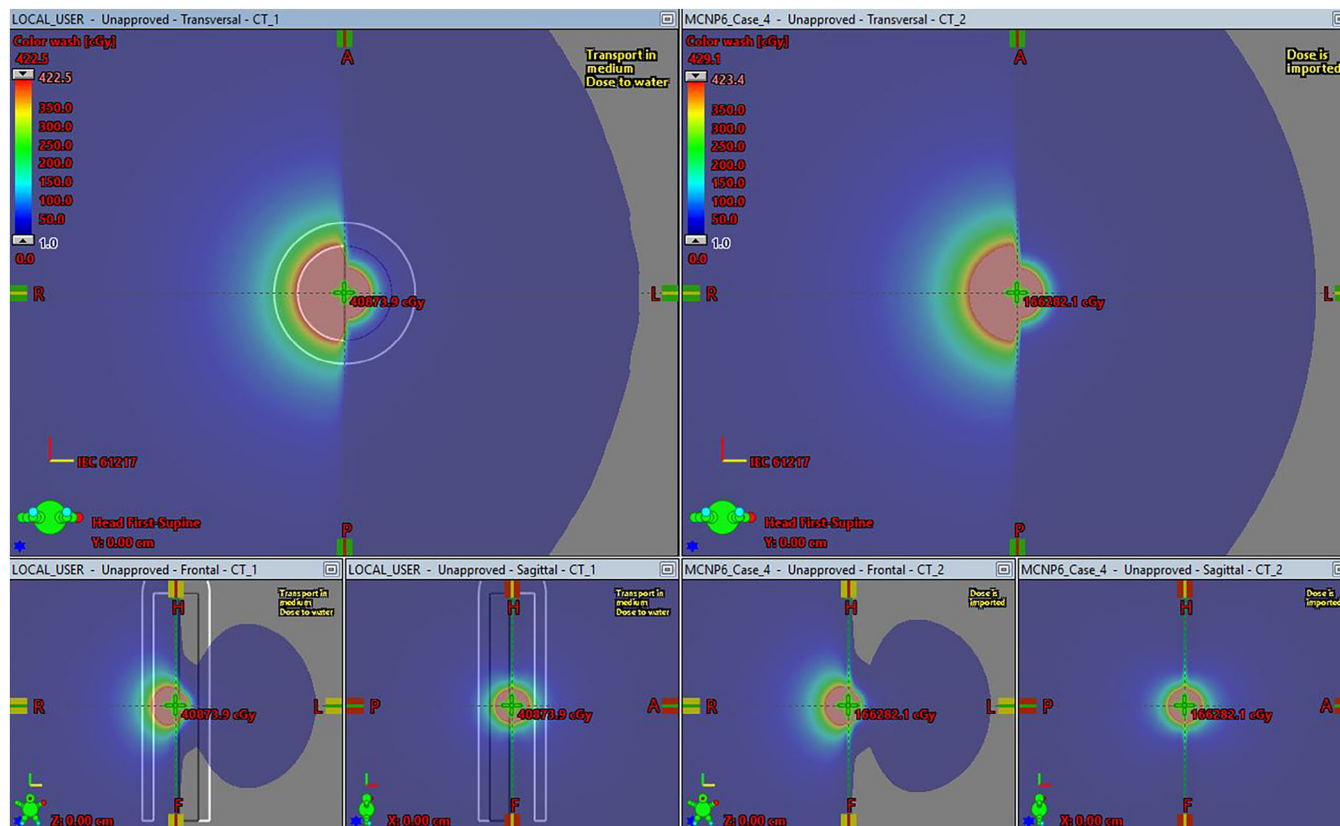 LOCAL_USER - Unapproved - Transversal - CT_1
Color wash [cGy]
422.5
422.5
350.0
300.0
250.0
200.0
150.0
100.0
50.0
1.0
0.0
A
Transport in
medium
Dose to water
R
L
40873.9 cGy
IEC 61217
Head First-Supine
Y: 0.00 cm
P
MCNP6_Case_4 - Unapproved - Transversal - CT_2
Color wash [cGy]
429.1
423.4
350.0
300.0
250.0
200.0
150.0
100.0
50.0
1.0
0.0
A
Dose is
imported
R
L
166282.1 cGy
IEC 61217
Head First-Supine
Y: 0.00 cm
P
LOCAL_USER - Unapproved - Frontal - CT_1
H
Transport in
medium
Dose to water
R
L
40873.9 cGy
F
Z: 0.00 cm
LOCAL_USER - Unapproved - Sagittal - CT_1
H
Transport in
medium
Dose to water
P
A
40873.9 cGy
F
X: 0.00 cm
MCNP6_Case_4 - Unapproved - Frontal - CT_2
H
Dose is
imported
R
L
166282.1 cGy
F
Z: 0.00 cm
MCNP6_Case_4 - Unapproved - Sagittal - CT_2
H
Dose is
imported
P
A
166282.1 cGy
F
X: 0.00 cm